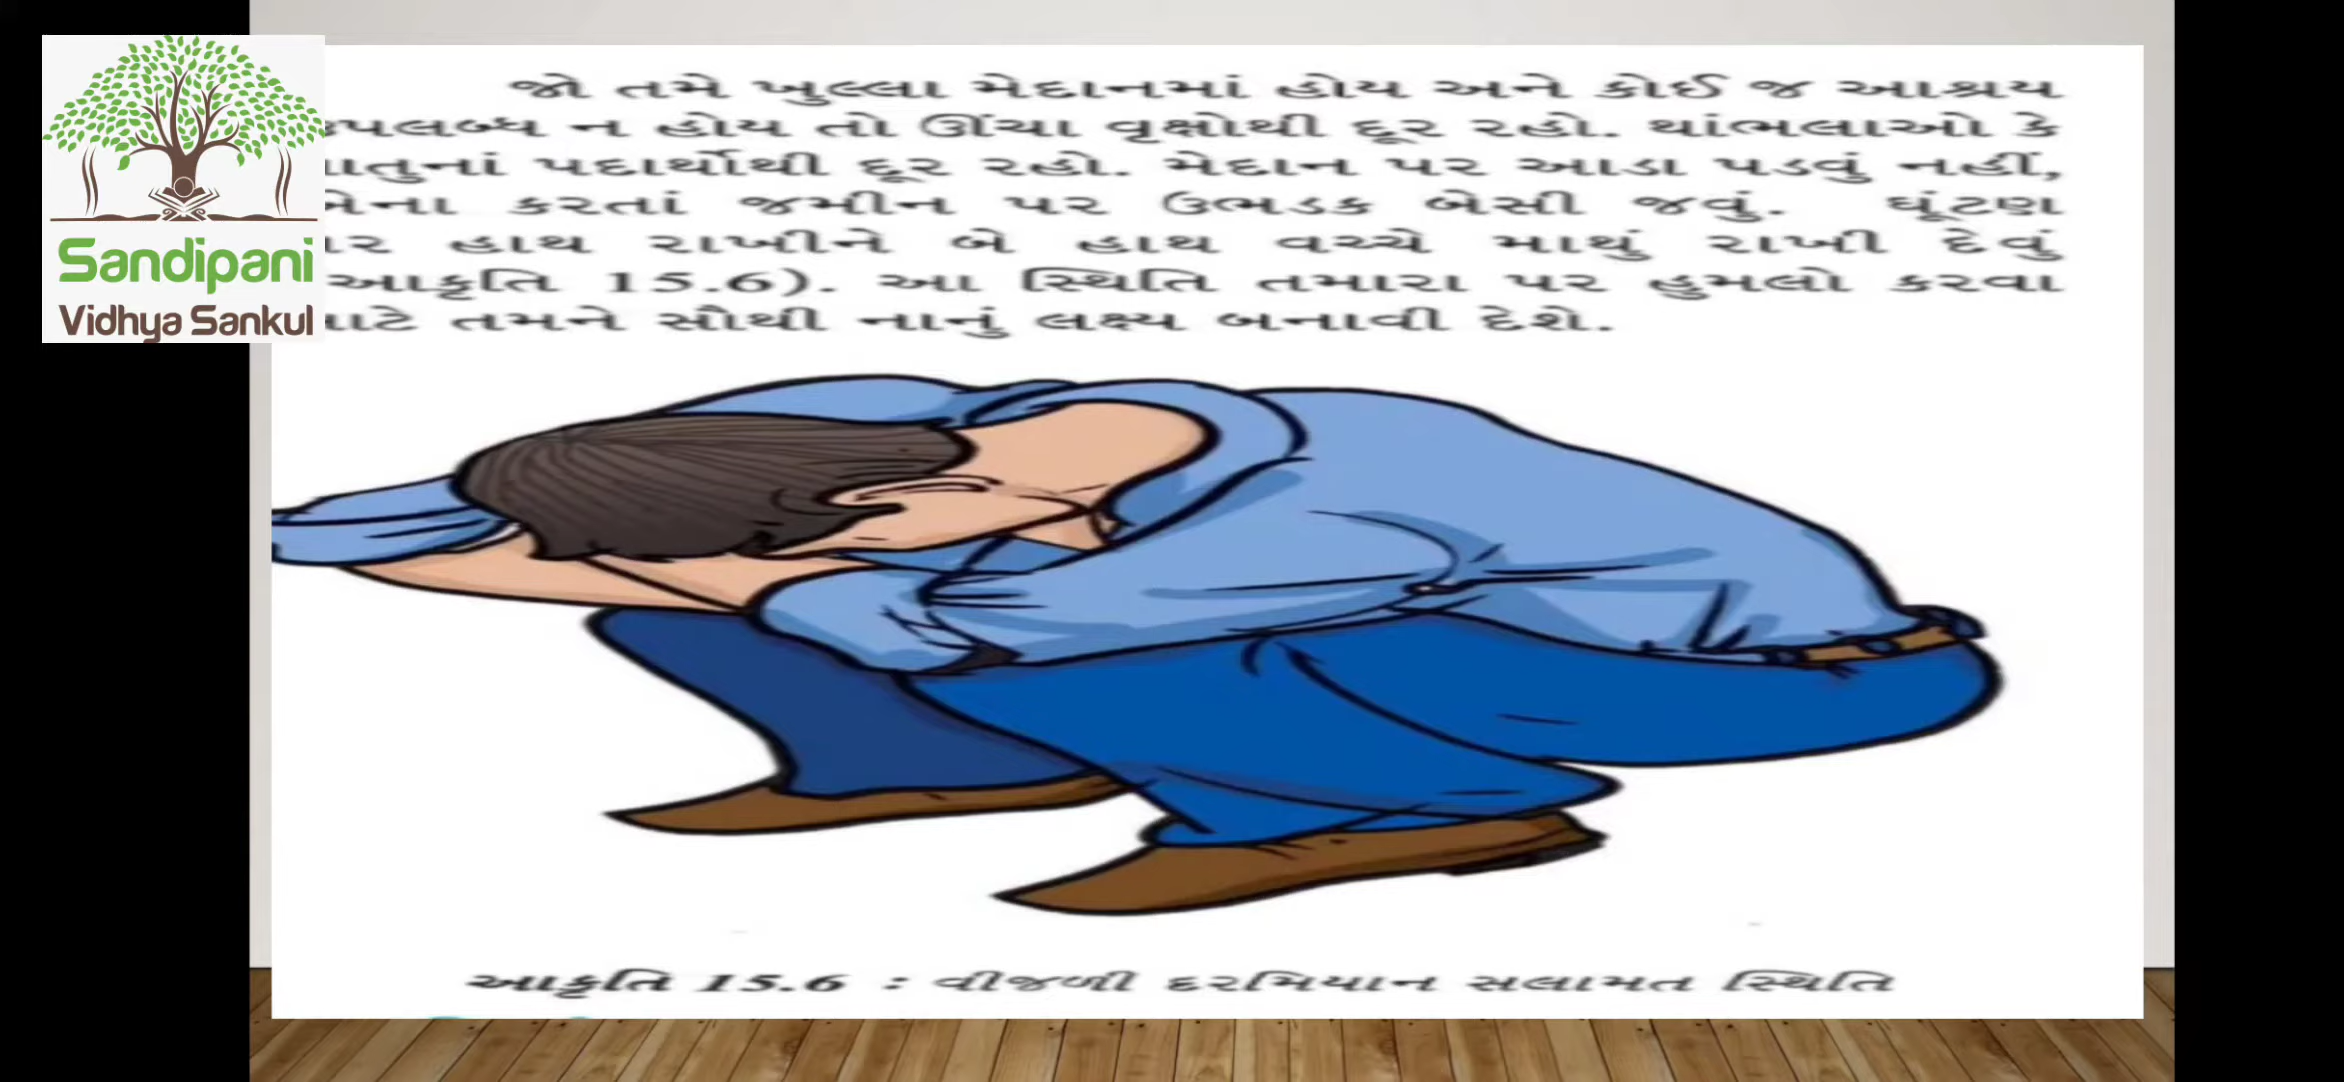 જો તમે ખુલ્લા મેદાનમાં હોય અને કોઈ જ આશ્રય
ન હોય તો ઊંચા વૃક્ષોથી દૂર રહો. થાંભલાઓ કે
પદાર્થોથી દૂર રહો. મેદાન પર આડા પડવું નહીં,
કરતાં જમીન પર ઉભડક બેસી જવું. ઘૂંટણ
હાથ રાખીને બે હાથ વચ્ચે માથું રાખી દેવું
આકૃતિ 15.6). આ સ્થિતિ તમારા પર હુમલો કરવા
તમને સૌથી નાનું લક્ષ્ય બનાવી દેશે.
Sandipani
Vidhya Sankul
આકૃતિ 15.6 : વીજળી દરમિયાન સલામત સ્થિતિ